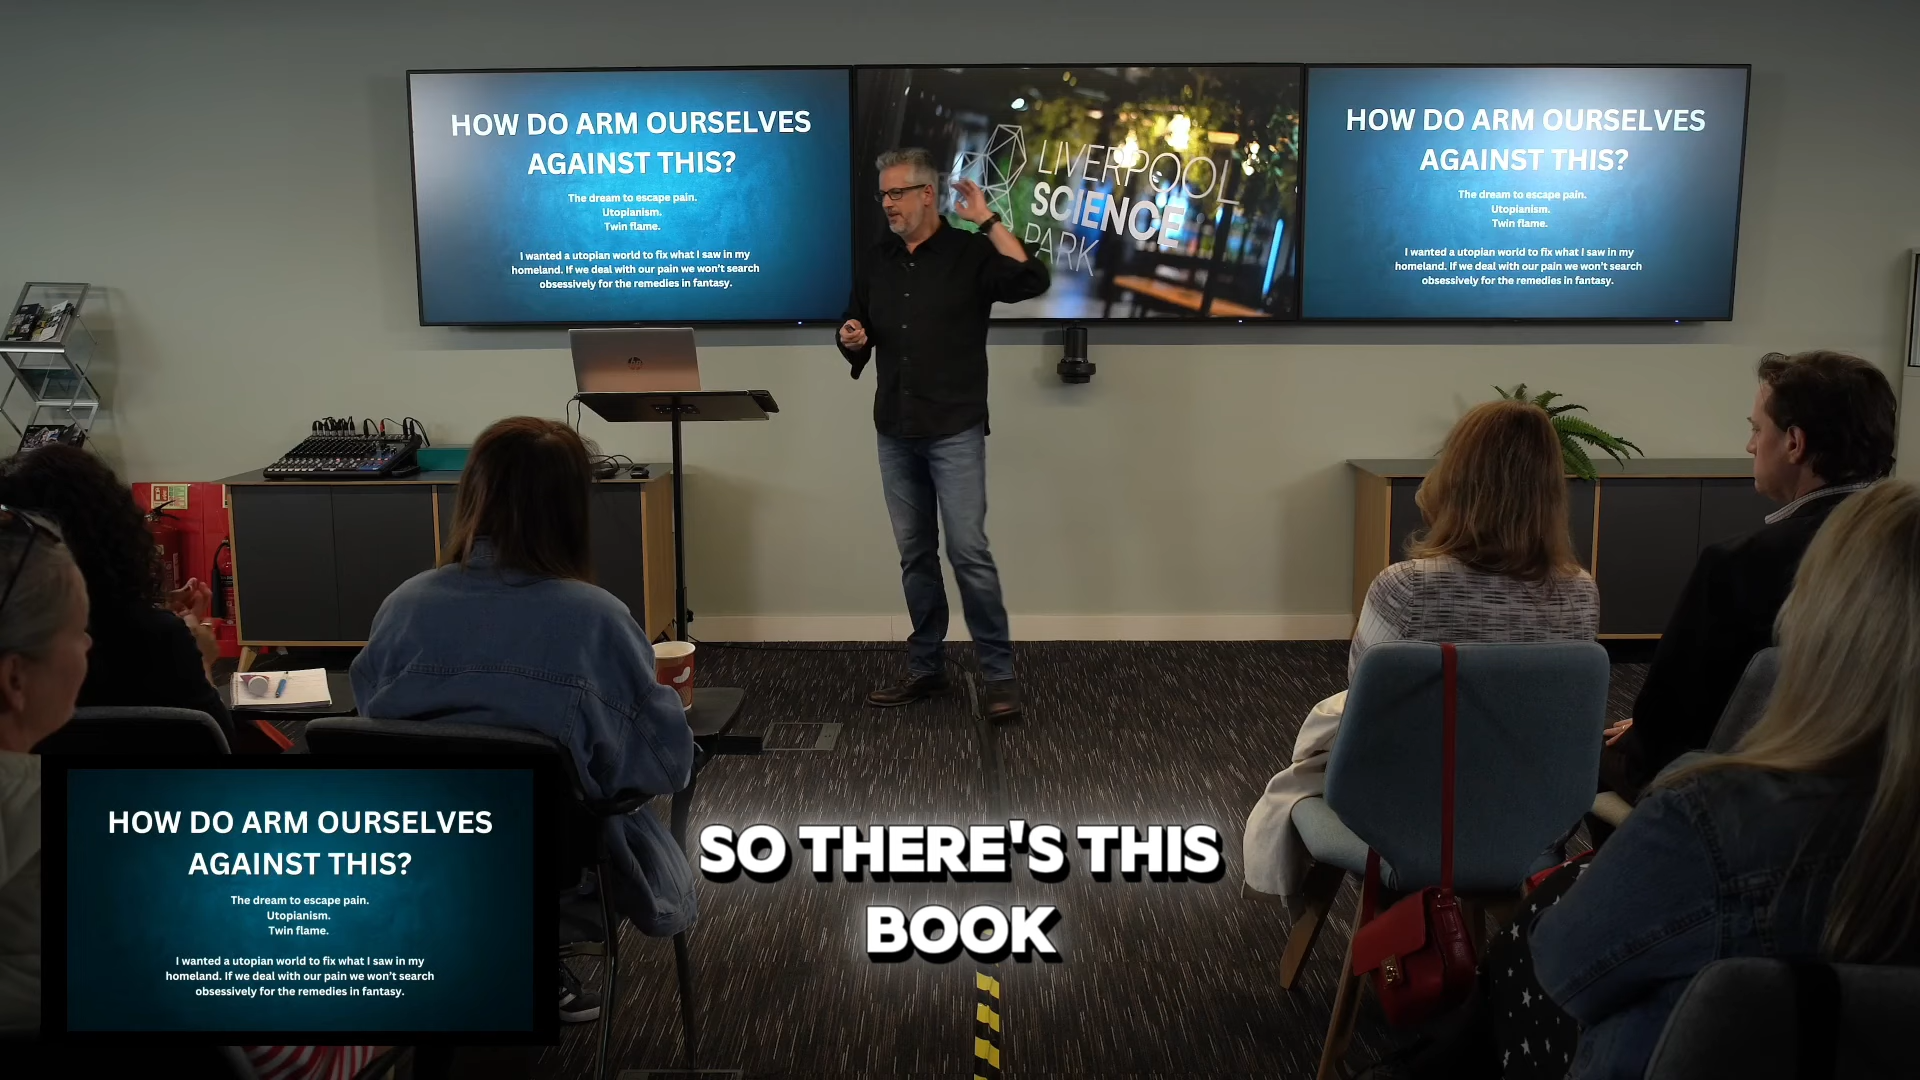 HOW DO ARM OURSELVES
AGAINST THIS?
The dream to escape pain.
Utopianism.
Twin flame.
I wanted a utopian world to fix what I saw in my
homeland. If we deal with our pain we won't search
obsessively for the remedies in fantasy.
LIVERPOOL
SCIENCE
PARK
HOW DO ARM OURSELVES
AGAINST THIS?
The dream to escape pain.
Utopianism.
Twin flame.
I wanted a utopian world to fix what I saw in my
homeland. If we deal with our pain we won't search
obsessively for the remedies in fantasy.
hp
HOW DO ARM OURSELVES
AGAINST THIS?
The dream to escape pain.
Utopianism.
Twin flame.
I wanted a utopian world to fix what I saw in my
homeland. If we deal with our pain we won't search
obsessively for the remedies in fantasy.
SO THERE'S THIS
BOOK